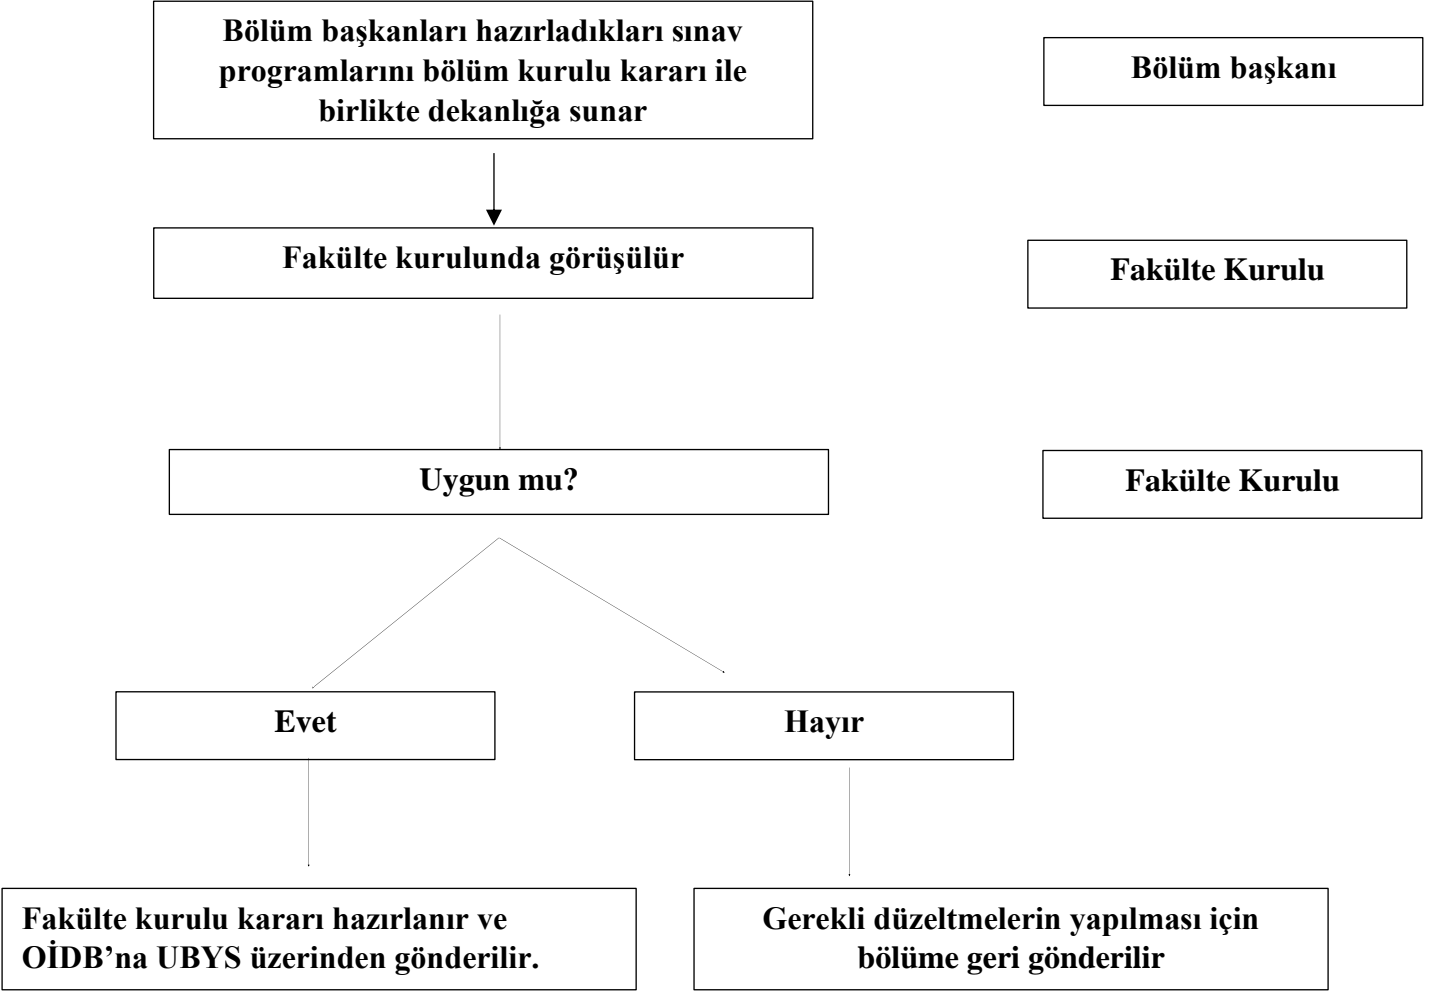 Bölüm başkanları hazırladıkları sınav
programlarını bölüm kurulu kararı ile
birlikte dekanlığa sunar
Bölüm başkanı
Fakülte kurulunda görüşülür
Fakülte Kurulu
Uygun mu?
Fakülte Kurulu
Evet
Hayır
Fakülte kurulu kararı hazırlanır ve
OİDB’na UBYS üzerinden gönderilir.
Gerekli düzeltmelerin yapılması için
bölüme geri gönderilir